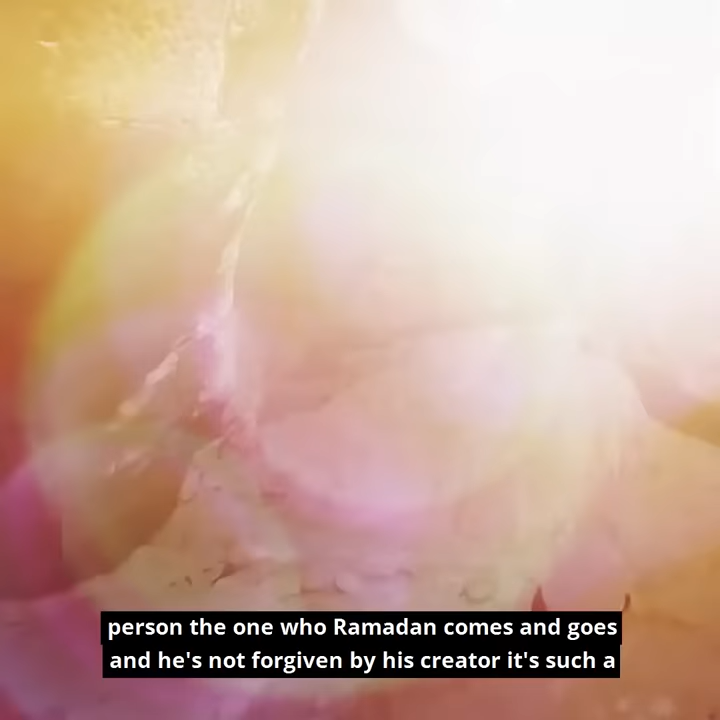 person the one who Ramadan comes and goes
and he's not forgiven by his creator it's such a